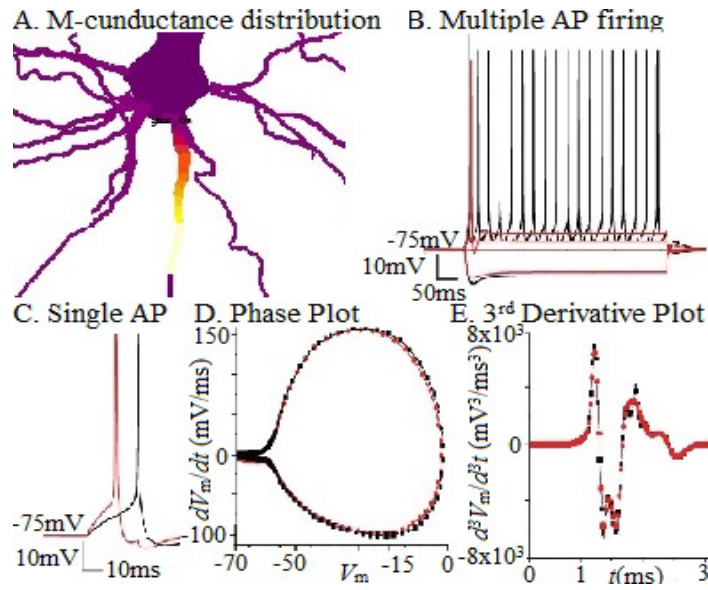 A. M-cunductance distribution
B. Multiple AP firing
-75mV
10mV
50ms
C. Single AP
-75mV
10mV
10ms
D. Phase Plot
dVm/dt (mV/ms)
150
0
-100
-70
-50
-15
0
Vm
E. 3rd Derivative Plot
d³Vm/d³t (mV³/ms³)
8x10³
0
-8x10³
0
1
t(ms)
3